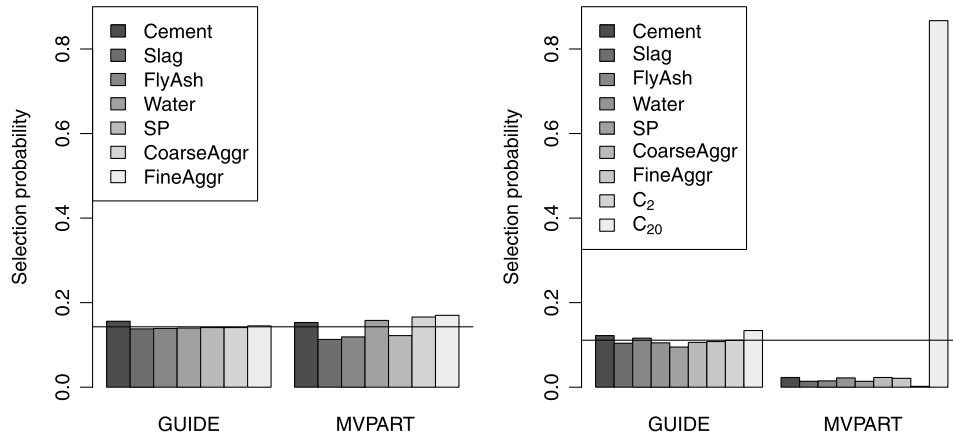 Selection probability
0.8
0.6
0.4
0.2
0.0
Cement
Slag
FlyAsh
Water
SP
CoarseAggr
FineAggr
GUIDE
MVPART
Selection probability
0.8
0.6
0.4
0.2
0.0
Cement
Slag
FlyAsh
Water
SP
CoarseAggr
FineAggr
C₂
C₂₀
GUIDE
MVPART